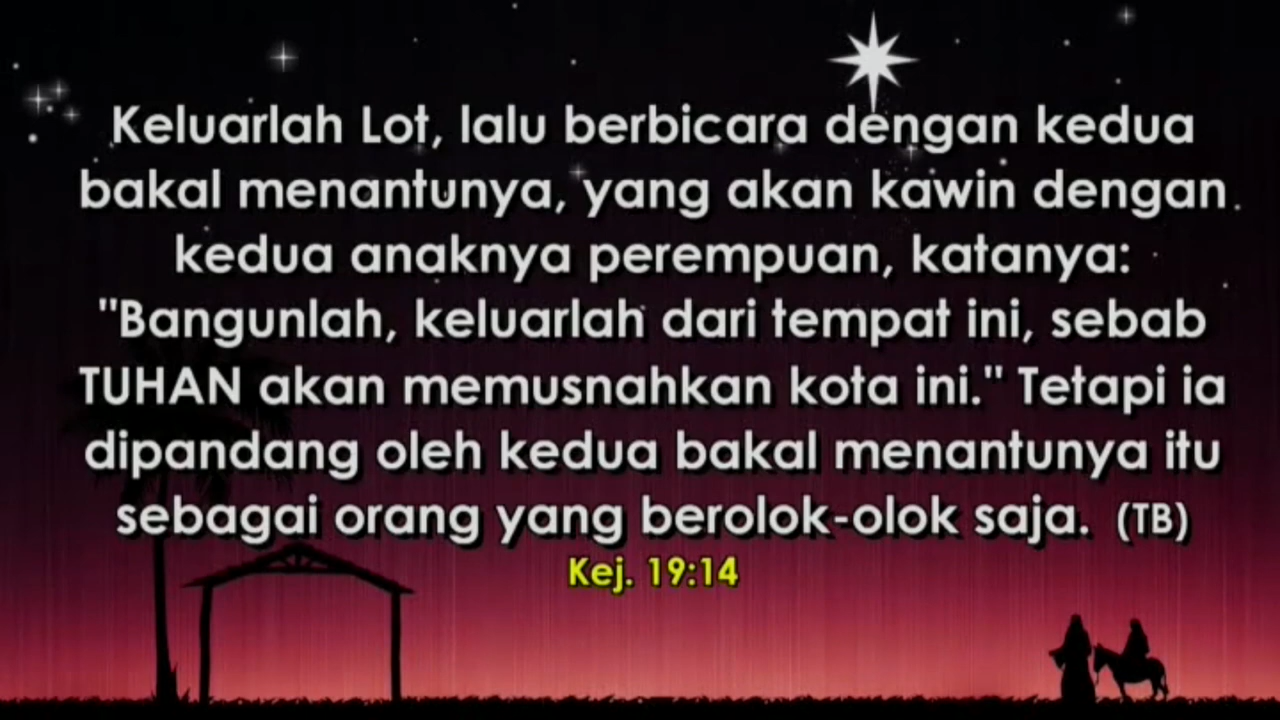 Keluarlah Lot, lalu berbicara dengan kedua
bakal menantunya, yang akan kawin dengan
kedua anaknya perempuan, katanya:
"Bangunlah, keluarlah dari tempat ini, sebab
TUHAN akan memusnahkan kota ini." Tetapi ia
dipandang oleh kedua bakal menantunya itu
sebagai orang yang berolok-olok saja. (TB)
Kej. 19:14